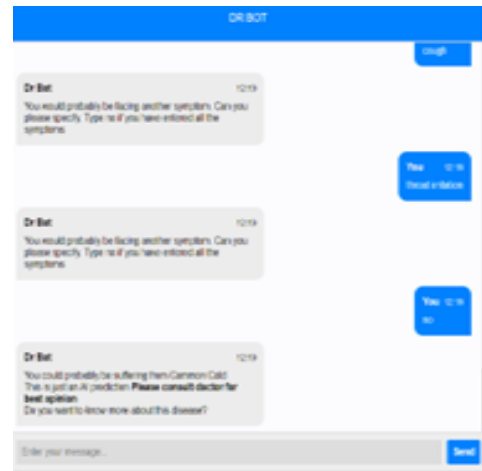 DR BOT
cough
Dr Bot 12:19
You would probably be facing another symptom. Can you
please specify. Type no if you have entered all the
symptoms
You 12:19
throat irritation
Dr Bot 12:19
You would probably be facing another symptom. Can you
please specify. Type no if you have entered all the
symptoms
You 12:19
no
Dr Bot 12:19
You could probably be suffering from Common Cold
This is just an AI prediction Please consult doctor for
best opinion
Do you want to know more about this disease?
Enter your message...
Send